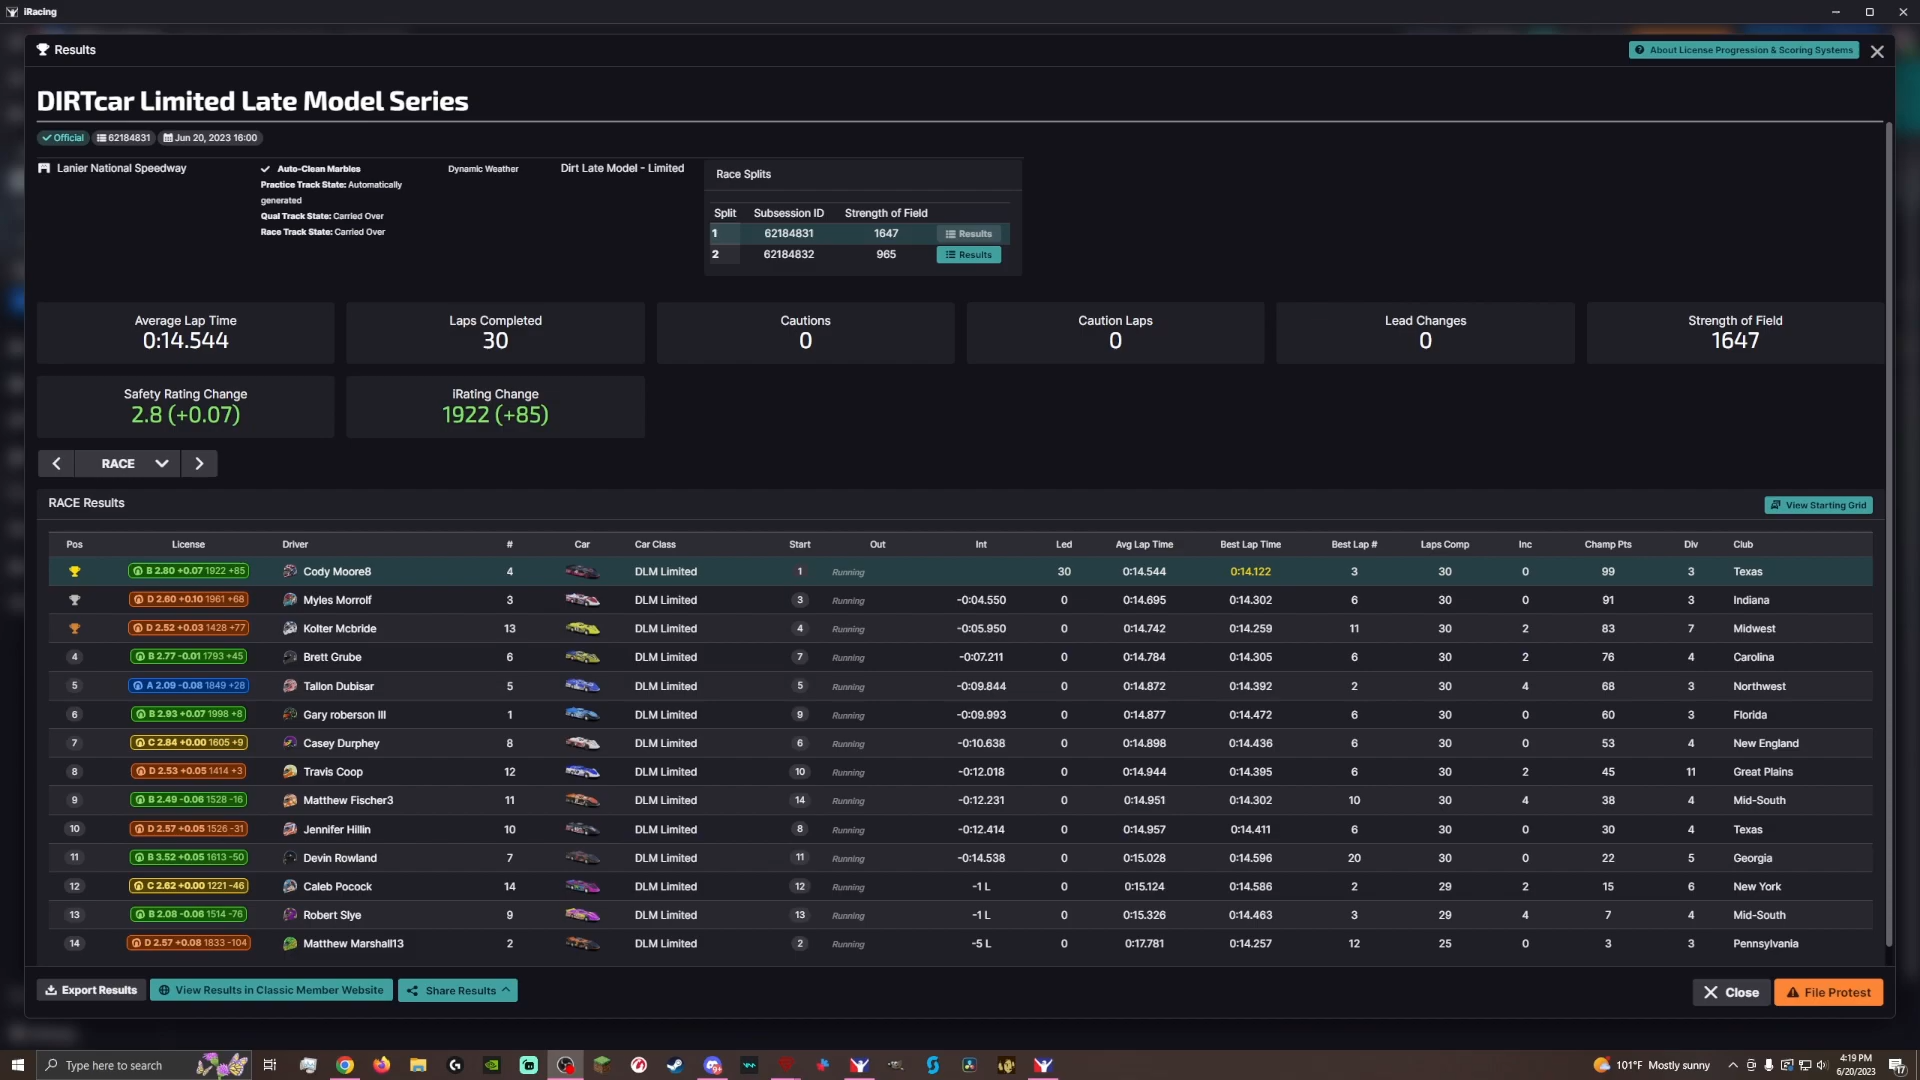 iRacing
Results
About License Progression & Scoring Systems
DIRTcar Limited Late Model Series
Official
62184831
Jun 20, 2023 16:00
Lanier National Speedway
Auto-Clean Marbles
Practice Track State: Automatically
generated
Qual Track State: Carried Over
Race Track State: Carried Over
Dynamic Weather
Dirt Late Model - Limited
Race Splits
Split Subsession ID Strength of Field
1 62184831 1647 Results
2 62184832 965 Results
Average Lap Time
0:14.544
Laps Completed
30
Cautions
0
Caution Laps
0
Lead Changes
0
Strength of Field
1647
Safety Rating Change
2.8 (+0.07)
iRating Change
1922 (+85)
RACE
RACE Results
View Starting Grid
Pos License Driver # Car Car Class Start Out Int Led Avg Lap Time Best Lap Time Best Lap # Laps Comp Inc Champ Pts Div Club
B 2.80 +0.07 1922 +85 Cody Moore8 4 DLM Limited 1 Running 30 0:14.544 0:14.122 3 30 0 99 3 Texas
D 2.60 +0.10 1961 +68 Myles Morrolf 3 DLM Limited 3 Running -0:04.550 0 0:14.695 0:14.302 6 30 0 91 3 Indiana
D 2.52 +0.03 1428 +77 Kolter Mcbride 13 DLM Limited 4 Running -0:05.950 0 0:14.742 0:14.259 11 30 2 83 7 Midwest
4 B 2.77 -0.01 1793 +45 Brett Grube 6 DLM Limited 7 Running -0:07.211 0 0:14.784 0:14.305 6 30 2 76 4 Carolina
5 A 2.09 -0.08 1849 +28 Tallon Dubisar 5 DLM Limited 5 Running -0:09.844 0 0:14.872 0:14.392 2 30 4 68 3 Northwest
6 B 2.93 +0.07 1998 +8 Gary roberson III 1 DLM Limited 9 Running -0:09.993 0 0:14.877 0:14.472 6 30 0 60 3 Florida
7 C 2.84 +0.00 1605 +9 Casey Durphey 8 DLM Limited 6 Running -0:10.638 0 0:14.898 0:14.436 6 30 0 53 4 New England
8 D 2.53 +0.05 1414 +3 Travis Coop 12 DLM Limited 10 Running -0:12.018 0 0:14.944 0:14.395 6 30 2 45 11 Great Plains
9 B 2.49 -0.06 1528 -16 Matthew Fischer3 11 DLM Limited 14 Running -0:12.231 0 0:14.951 0:14.302 10 30 4 38 4 Mid-South
10 D 2.57 +0.05 1526 -31 Jennifer Hillin 10 DLM Limited 8 Running -0:12.414 0 0:14.957 0:14.411 6 30 0 30 4 Texas
11 B 3.52 +0.05 1613 -50 Devin Rowland 7 DLM Limited 11 Running -0:14.538 0 0:15.028 0:14.596 20 30 0 22 5 Georgia
12 C 2.62 +0.00 1221 -46 Caleb Pocock 14 DLM Limited 12 Running -1 L 0 0:15.124 0:14.586 2 29 2 15 6 New York
13 B 2.08 -0.06 1514 -76 Robert Slye 9 DLM Limited 13 Running -1 L 0 0:15.326 0:14.463 3 29 4 7 4 Mid-South
14 D 2.57 +0.08 1833 -104 Matthew Marshall13 2 DLM Limited 2 Running -5 L 0 0:17.781 0:14.257 12 25 0 3 3 Pennsylvania
Export Results
View Results in Classic Member Website
Share Results
Close
File Protest
Type here to search
101°F Mostly sunny
4:19 PM
6/20/2023